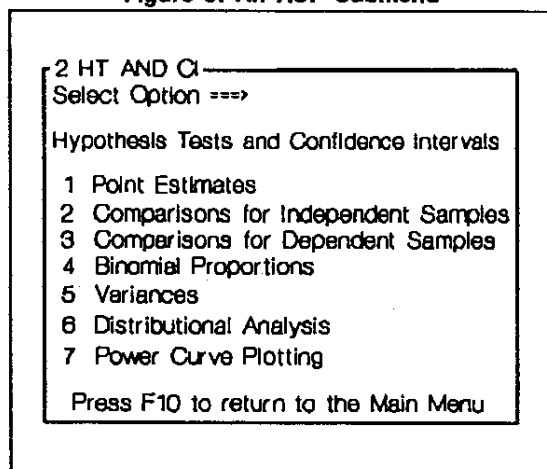 2 HT AND CI
Select Option ===>
Hypothesis Tests and Confidence Intervals
1 Point Estimates
2 Comparisons for Independent Samples
3 Comparisons for Dependent Samples
4 Binomial Proportions
5 Variances
6 Distributional Analysis
7 Power Curve Plotting
Press F10 to return to the Main Menu